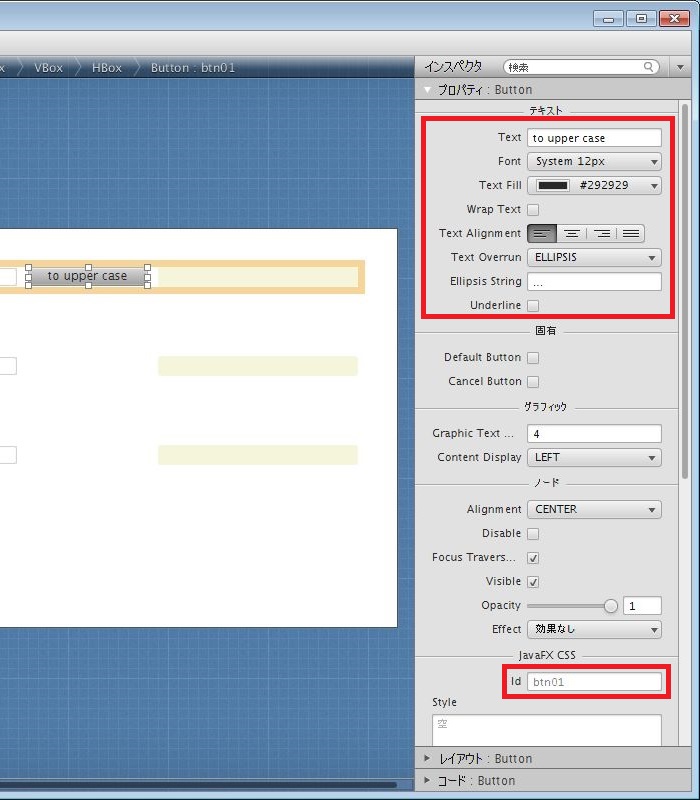 x VBox HBox Button : btn01
インスペクタ 検索
プロパティ : Button
テキスト
Text to upper case
Font System 12px
Text Fill #292929
Wrap Text
Text Alignment
Text Overrun ELLIPSIS
Ellipsis String ...
Underline
to upper case
固有
Default Button
Cancel Button
グラフィック
Graphic Text ... 4
Content Display LEFT
ノード
Alignment CENTER
Disable
Focus Travers...
Visible
Opacity 1
Effect 効果なし
JavaFX CSS
Id btn01
Style
空
レイアウト : Button
コード : Button